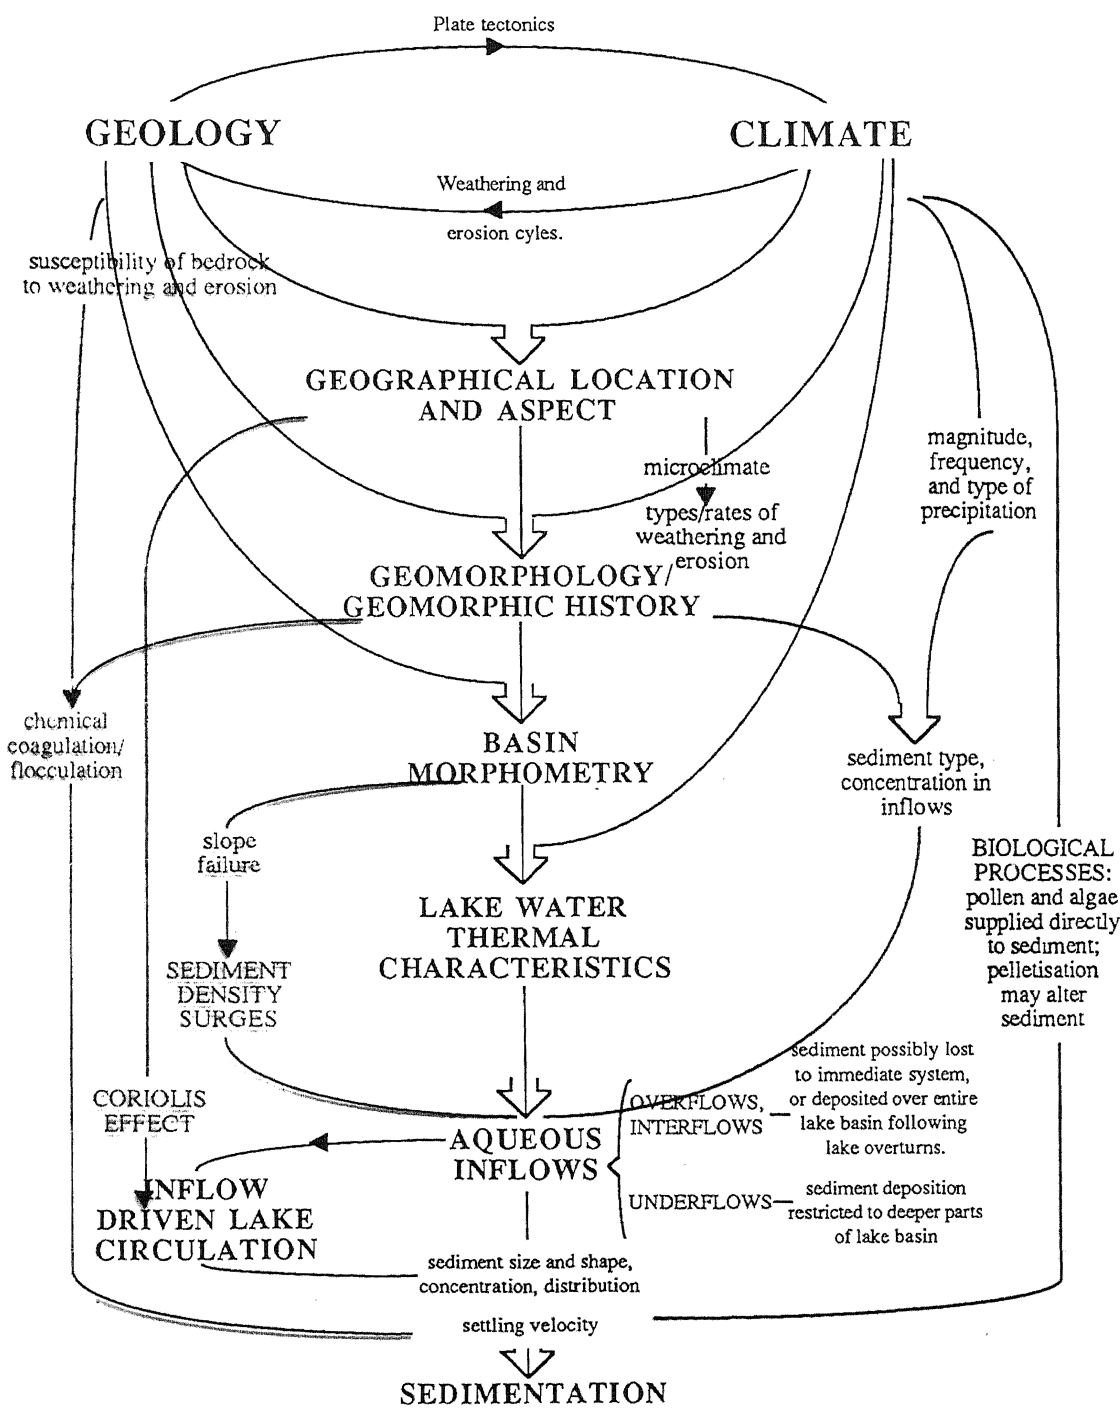 Plate tectonics
GEOLOGY
CLIMATE
Weathering and
erosion cyles.
susceptibility of bedrock
to weathering and erosion
GEOGRAPHICAL LOCATION
AND ASPECT
magnitude,
frequency,
and type of
precipitation
microclimate
types/rates of
weathering and
erosion
GEOMORPHOLOGY/
GEOMORPHIC HISTORY
chemical
coagulation/
flocculation
BASIN
MORPHOMETRY
sediment type,
concentration in
inflows
slope
failure
BIOLOGICAL
PROCESSES:
pollen and algae
supplied directly
to sediment;
pelletisation
may alter
sediment
LAKE WATER
THERMAL
CHARACTERISTICS
SEDIMENT
DENSITY
SURGES
sediment possibly lost
to immediate system,
or deposited over entire
lake basin following
lake overturns.
OVERFLOWS,
INTERFLOWS
CORIOLIS
EFFECT
AQUEOUS
INFLOWS
UNDERFLOWS
sediment deposition
restricted to deeper parts
of lake basin
INFLOW
DRIVEN LAKE
CIRCULATION
sediment size and shape,
concentration, distribution
settling velocity
SEDIMENTATION